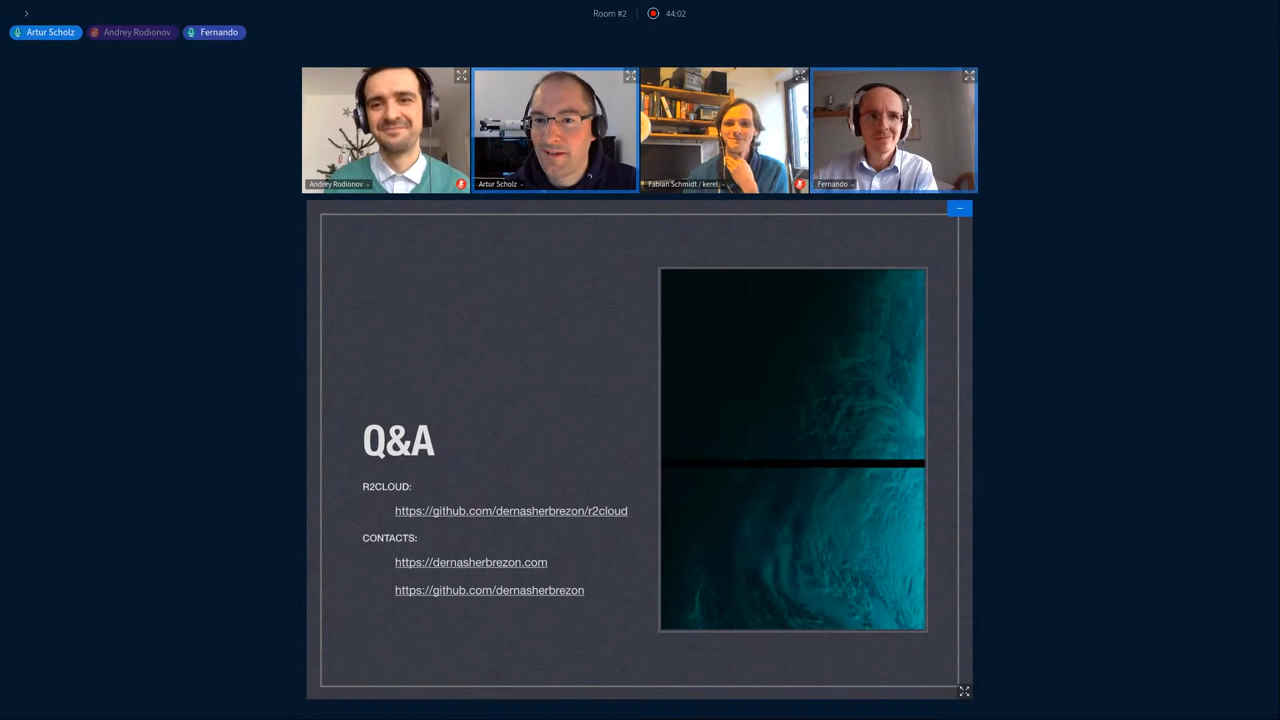 Room #2
44:02
Artur Scholz
Andrey Rodionov
Fernando
Andrey Rodionov
Artur Scholz
Fabian Schmidt / kerel
Fernando
Q&A
R2CLOUD:
https://github.com/dernasherbrezon/r2cloud
CONTACTS:
https://dernasherbrezon.com
https://github.com/dernasherbrezon